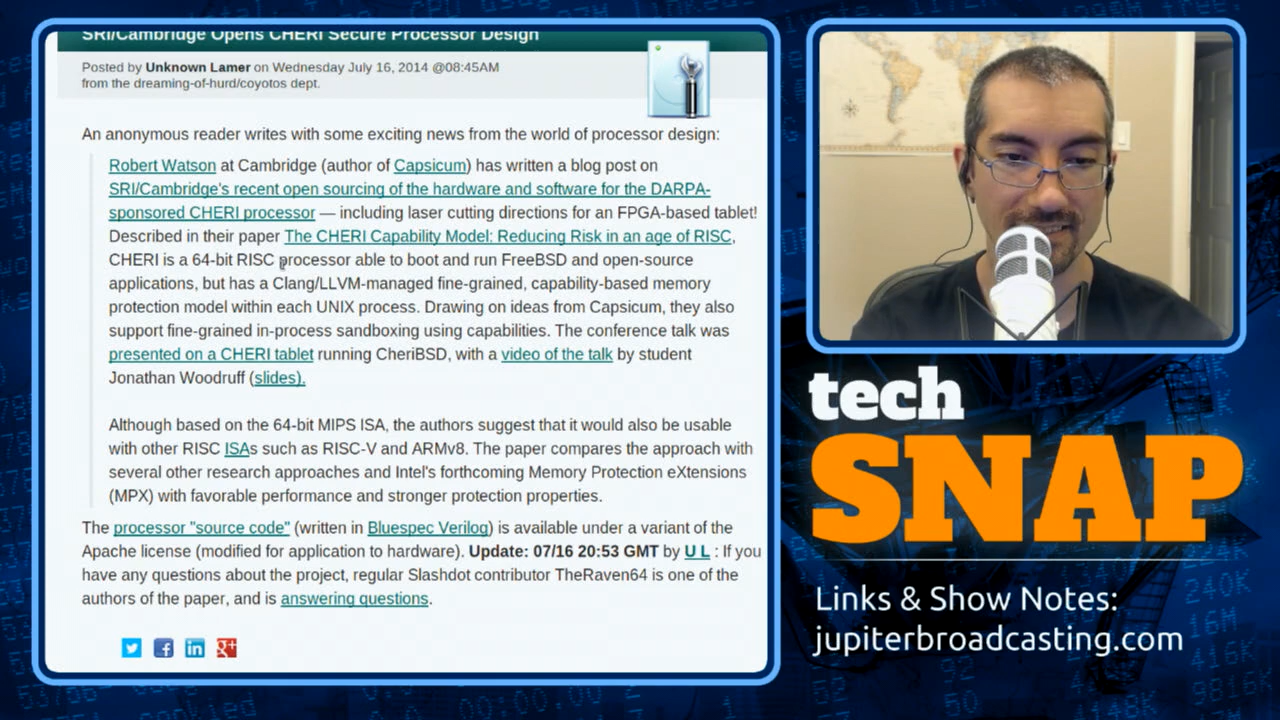 SRI/Cambridge Opens CHERI Secure Processor Design
Posted by Unknown Lamer on Wednesday July 16, 2014 @08:45AM
from the dreaming-of-hurd/coyotos dept.
An anonymous reader writes with some exciting news from the world of processor design:
Robert Watson at Cambridge (author of Capsicum) has written a blog post on
SRI/Cambridge's recent open sourcing of the hardware and software for the DARPA-
sponsored CHERI processor — including laser cutting directions for an FPGA-based tablet!
Described in their paper The CHERI Capability Model: Reducing Risk in an age of RISC,
CHERI is a 64-bit RISC processor able to boot and run FreeBSD and open-source
applications, but has a Clang/LLVM-managed fine-grained, capability-based memory
protection model within each UNIX process. Drawing on ideas from Capsicum, they also
support fine-grained in-process sandboxing using capabilities. The conference talk was
presented on a CHERI tablet running CheriBSD, with a video of the talk by student
Jonathan Woodruff (slides).
Although based on the 64-bit MIPS ISA, the authors suggest that it would also be usable
with other RISC ISAs such as RISC-V and ARMv8. The paper compares the approach with
several other research approaches and Intel's forthcoming Memory Protection eXtensions
(MPX) with favorable performance and stronger protection properties.
The processor "source code" (written in Bluespec Verilog) is available under a variant of the
Apache license (modified for application to hardware). Update: 07/16 20:53 GMT by U L : If you
have any questions about the project, regular Slashdot contributor TheRaven64 is one of the
authors of the paper, and is answering questions.
tech
SNAP
Links & Show Notes:
jupiterbroadcasting.com